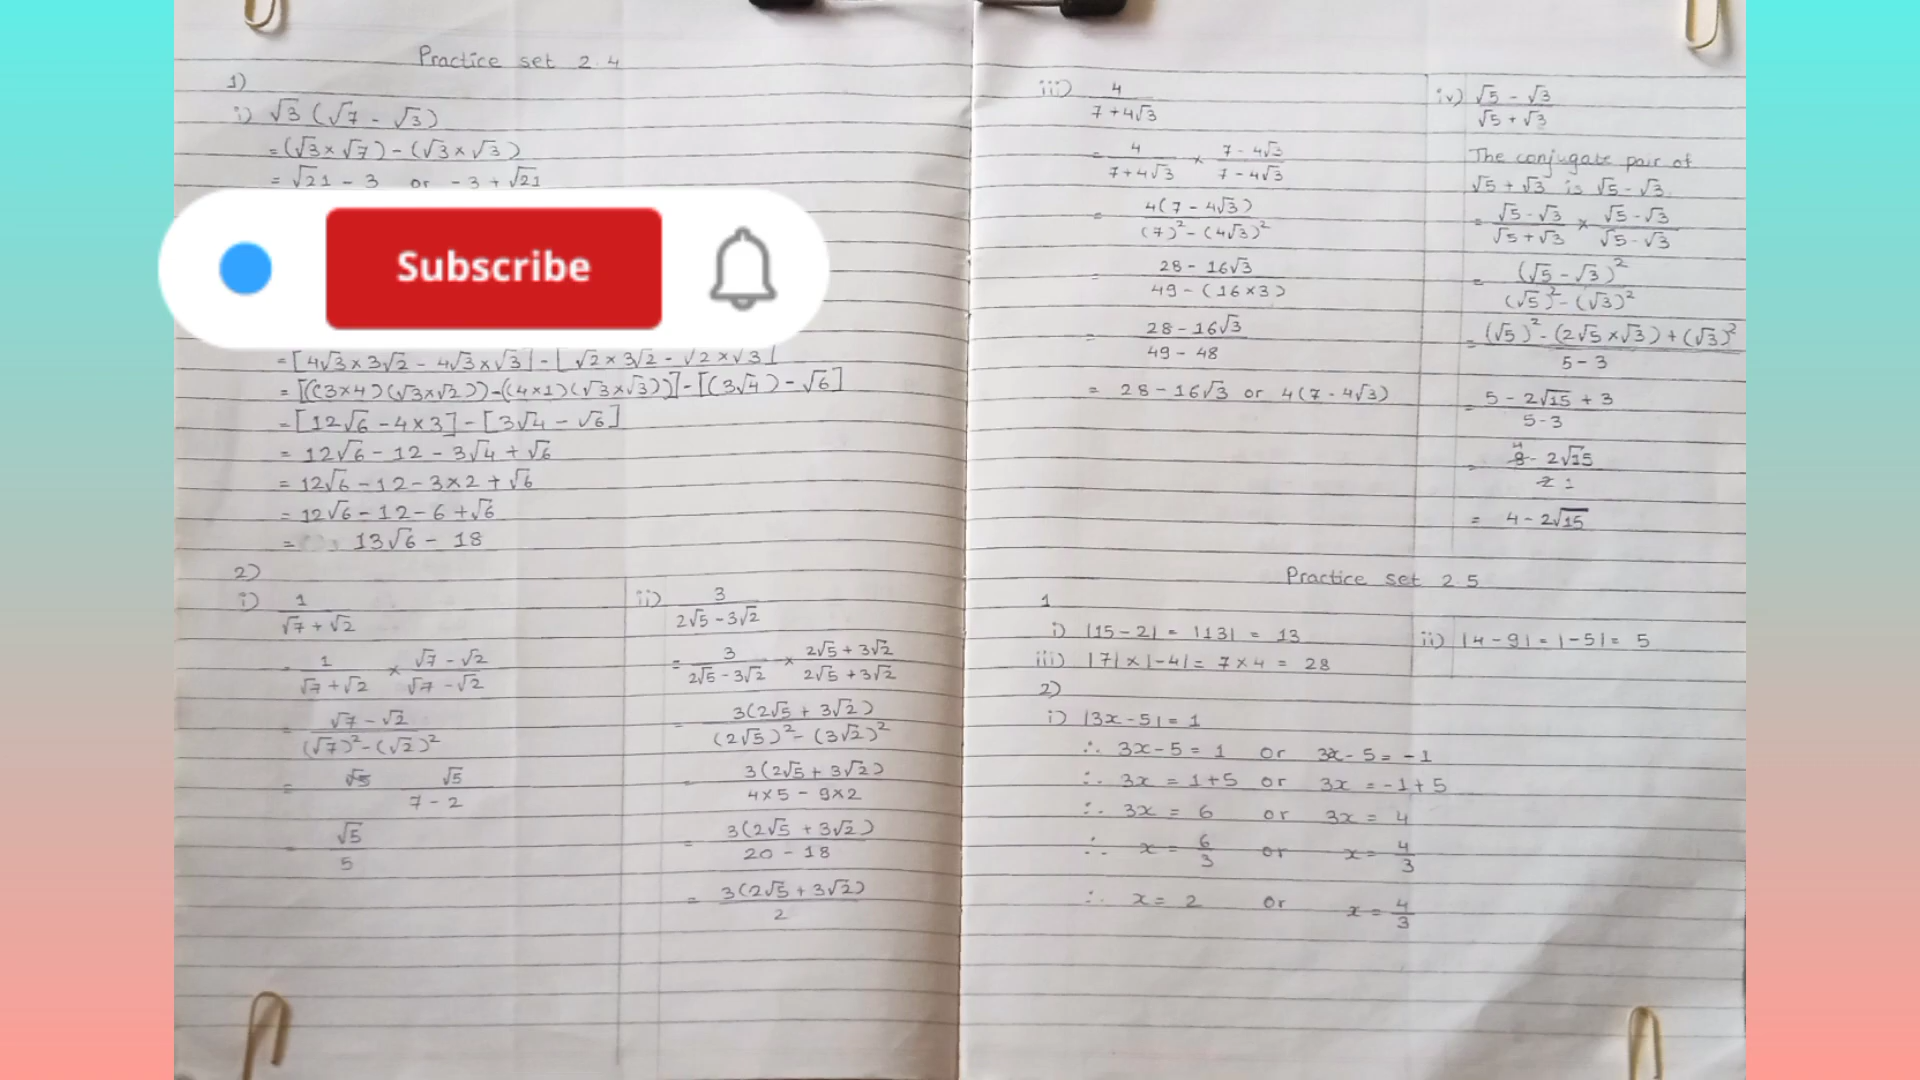 Practice set 2.4
1)
i) √3 (√7 - √3)
= (√3 × √7) - (√3 × √3)
= √21 - 3 or -3 + √21
Subscribe
= [4√3 × 3√2 - 4√3 × √3] - [√2 × 3√2 - √2 × √3]
= [((3×4)(√3×√2)) - ((4×1)(√3×√3))] - [(3√4) - √6]
= [12√6 - 4×3] - [3√4 - √6]
= 12√6 - 12 - 3√4 + √6
= 12√6 - 12 - 3×2 + √6
= 12√6 - 12 - 6 + √6
= 13√6 - 18
2)
i) 1
√7 + √2
= 1 × √7 - √2
√7 + √2 √7 - √2
= √7 - √2
(√7)² - (√2)²
= √5 √5
7 - 2
= √5
5
ii) 3
2√5 - 3√2
= 3 × 2√5 + 3√2
2√5 - 3√2 2√5 + 3√2
= 3(2√5 + 3√2)
(2√5)² - (3√2)²
= 3(2√5 + 3√2)
4×5 - 9×2
= 3(2√5 + 3√2)
20 - 18
= 3(2√5 + 3√2)
2
iii) 4
7 + 4√3
= 4 × 7 - 4√3
7 + 4√3 7 - 4√3
= 4(7 - 4√3)
(7)² - (4√3)²
= 28 - 16√3
49 - (16×3)
= 28 - 16√3
49 - 48
= 28 - 16√3 or 4(7 - 4√3)
iv) √5 - √3
√5 + √3
The conjugate pair of
√5 + √3 is √5 - √3.
= √5 - √3 × √5 - √3
√5 + √3 √5 - √3
= (√5 - √3)²
(√5)² - (√3)²
= (√5)² - (2√5 × √3) + (√3)²
5 - 3
= 5 - 2√15 + 3
5 - 3
4
= 8 - 2√15
2 1
= 4 - 2√15
Practice set 2.5
1
i) |15 - 2| = |13| = 13
ii) |4 - 9| = |-5| = 5
iii) |7| × |-4| = 7 × 4 = 28
2)
i) |3x - 5| = 1
∴ 3x - 5 = 1 or 3x - 5 = -1
∴ 3x = 1 + 5 or 3x = -1 + 5
∴ 3x = 6 or 3x = 4
∴ x = 6 or x = 4
3 3
∴ x = 2 or x = 4
3